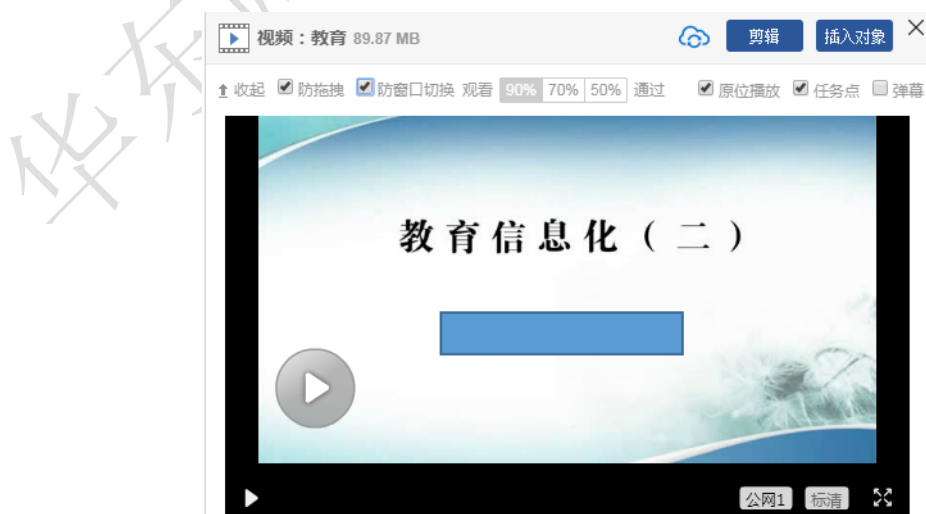 视频：教育 89.87 MB 剪辑 插入对象
收起 防拖拽 防窗口切换 观看 90% 70% 50% 通过 原位播放 任务点 弹幕
教育信息化（二）
公网1 标清
华东